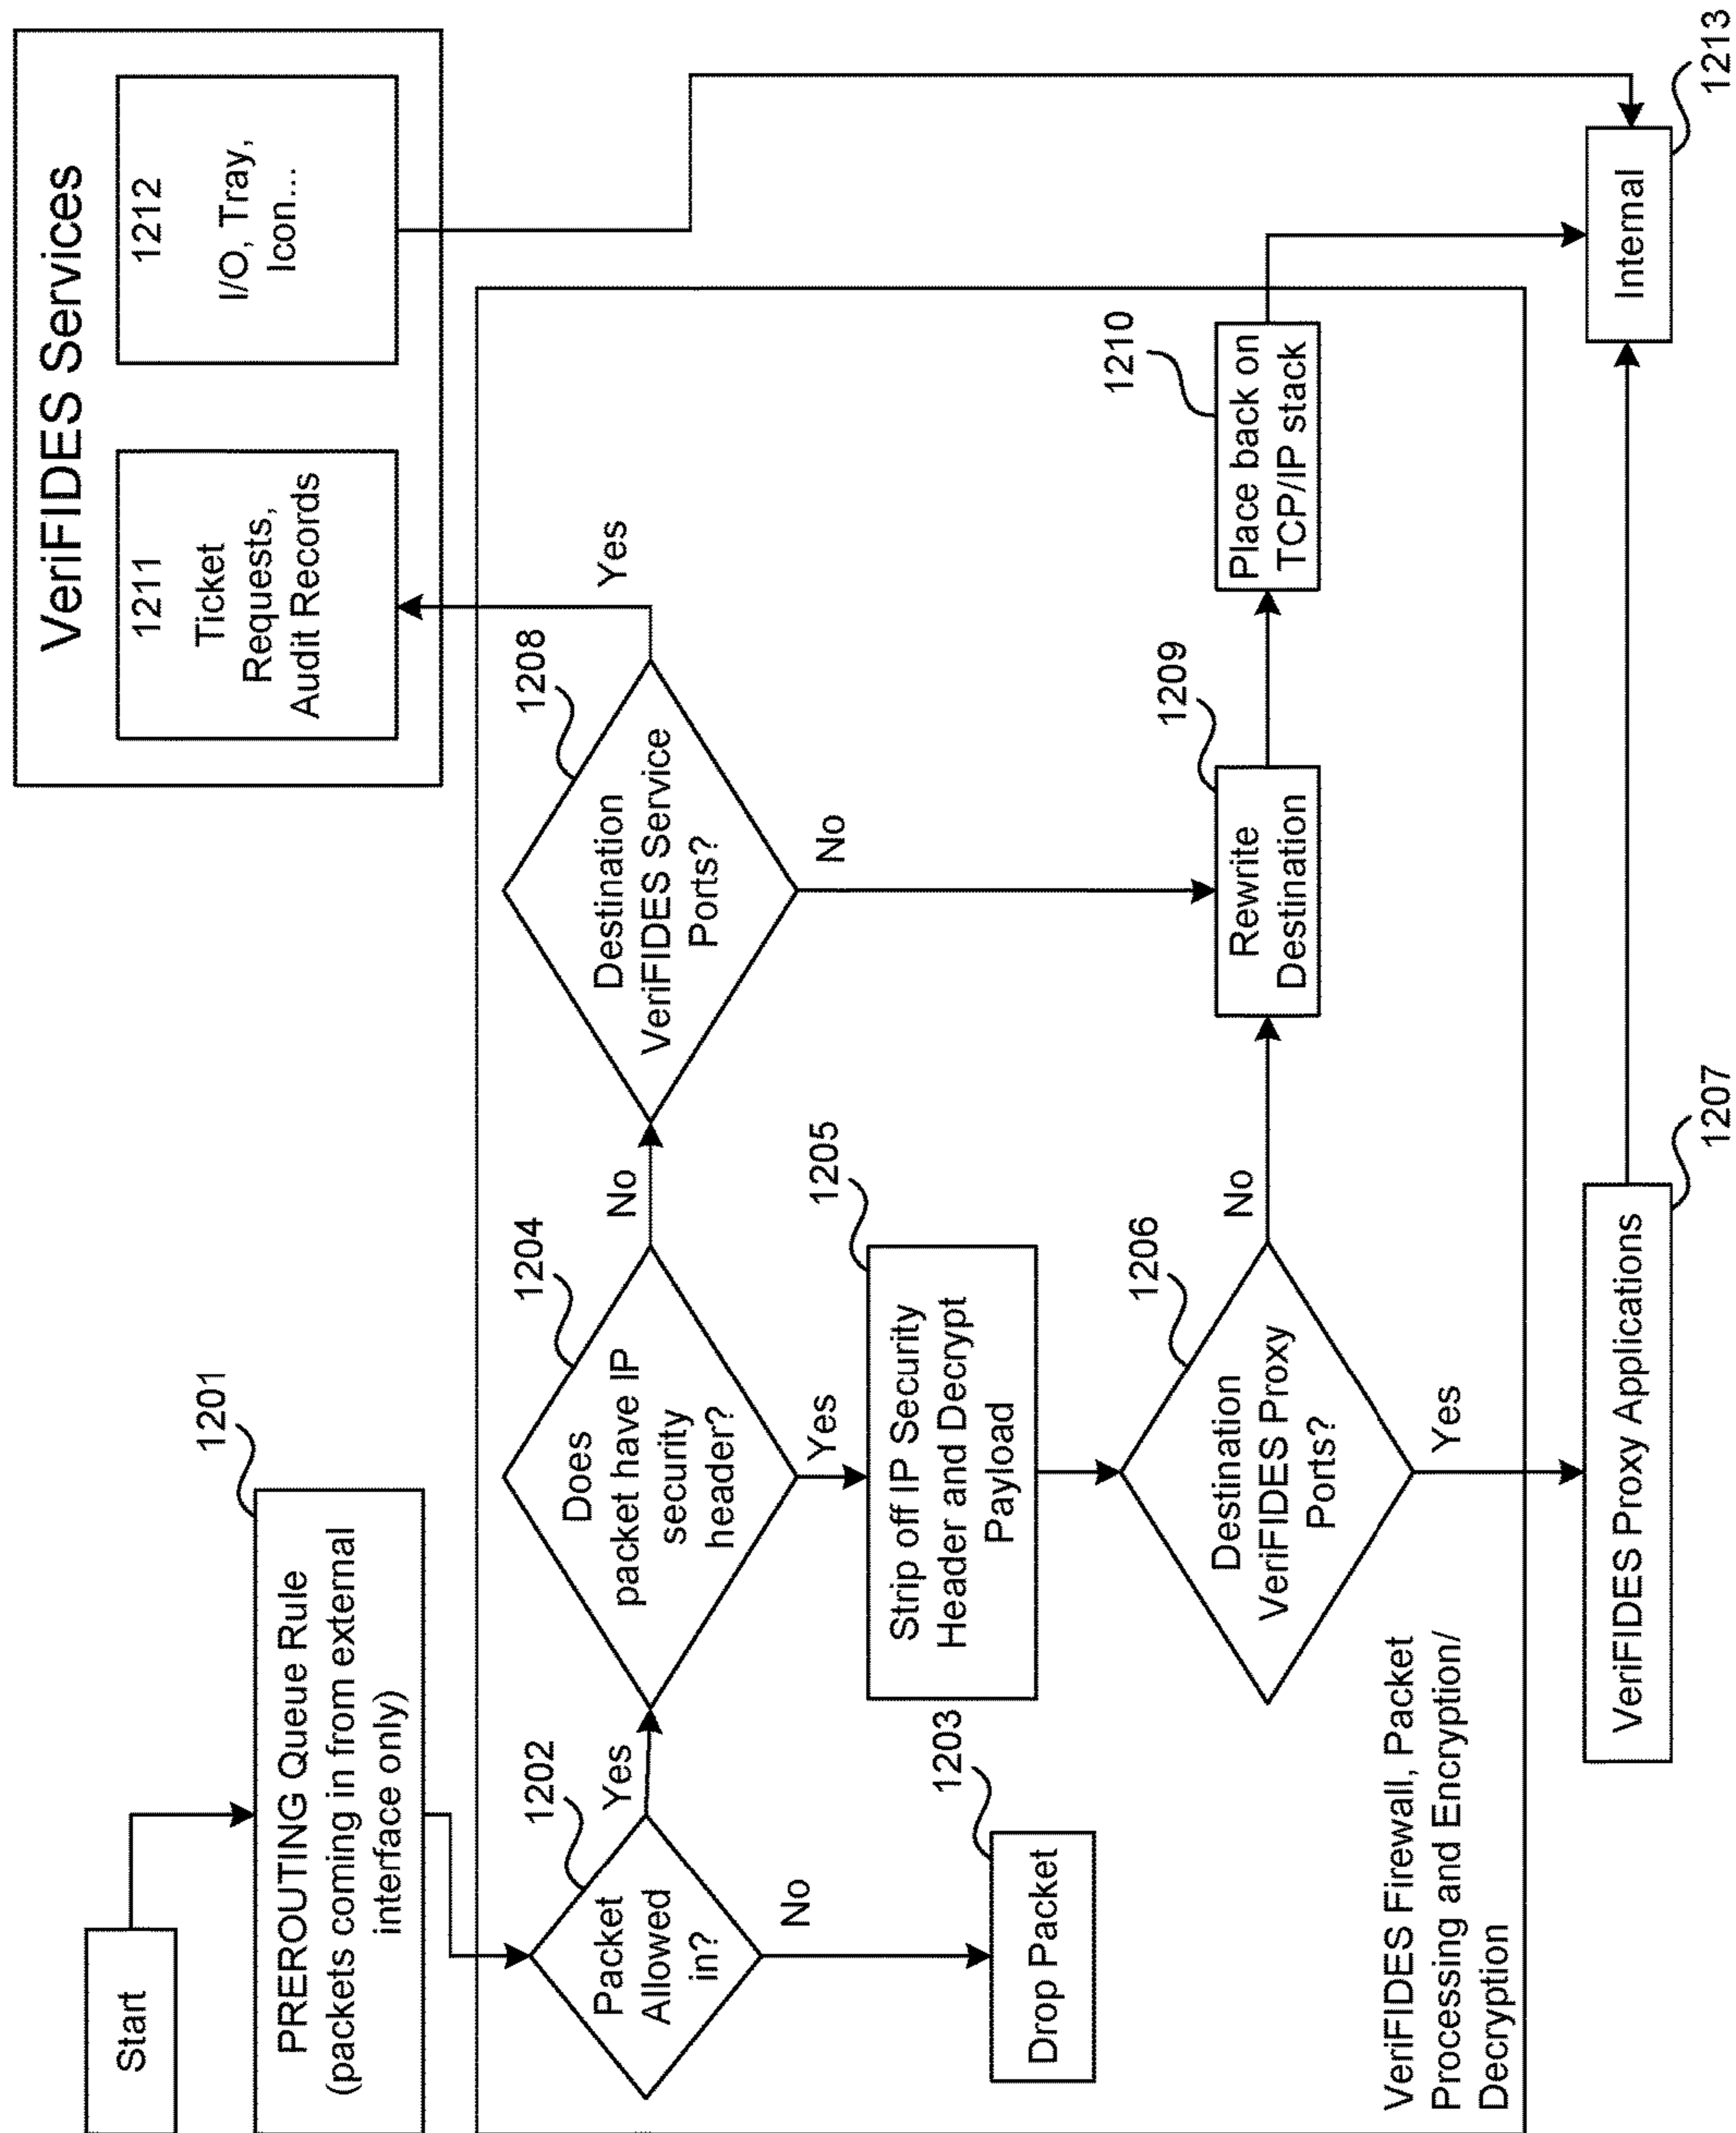 Start
1201
PREROUTING Queue Rule
(packets coming in from external
interface only)
VeriFIDES Services
1211
Ticket
Requests,
Audit Records
1212
I/O, Tray,
Icon...
1202
Packet
Allowed
in?
Yes
No
1203
Drop Packet
1204
Does
packet have IP
security
header?
No
Yes
1205
Strip off IP Security
Header and Decrypt
Payload
1206
Destination
VeriFIDES Proxy
Ports?
No
Yes
1208
Destination
VeriFIDES Service
Ports?
Yes
No
1209
Rewrite
Destination
1210
Place back on
TCP/IP stack
VeriFIDES Firewall, Packet
Processing and Encryption/
Decryption
VeriFIDES Proxy Applications
1207
Internal
1213